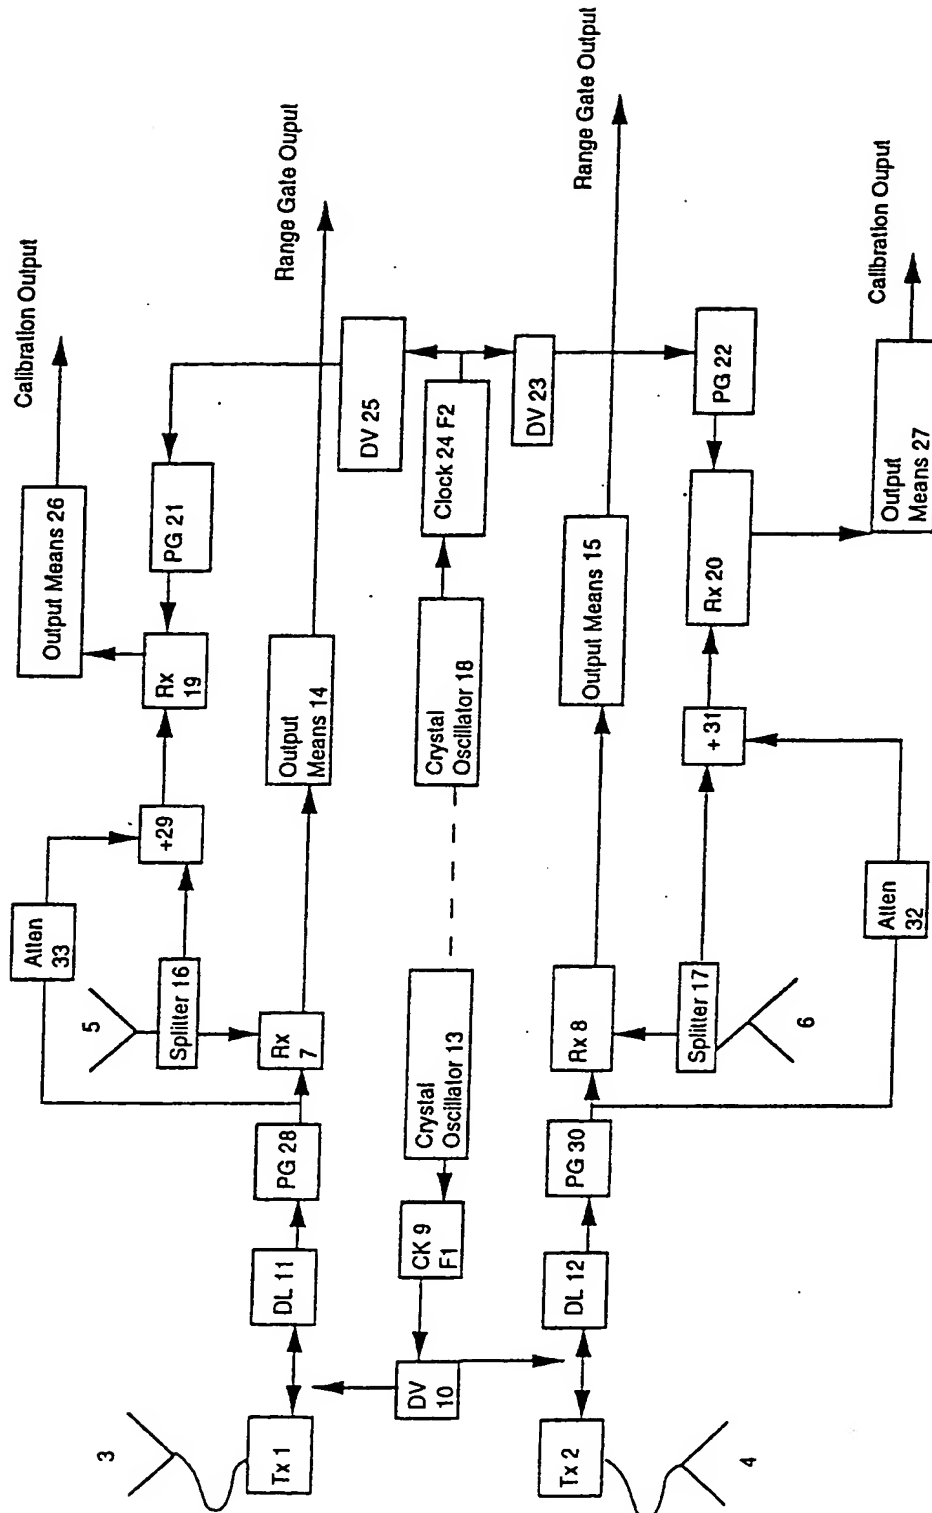 Calibration Output
Output Means 26
Atten
33
5
3
+29
Rx
19
PG 21
Splitter 16
Tx 1
DL 11
PG 28
Rx
7
Output
Means 14
Range Gate Ouput
DV 25
DV
10
CK 9
F1
Crystal
Oscillator 13
Crystal
Oscillator 18
Clock 24 F2
DV 23
Tx 2
DL 12
PG 30
Rx 8
Output Means 15
Range Gate Output
Splitter 17
+ 31
Rx 20
PG 22
4
6
Atten
32
Output
Means 27
Calibration Ouput